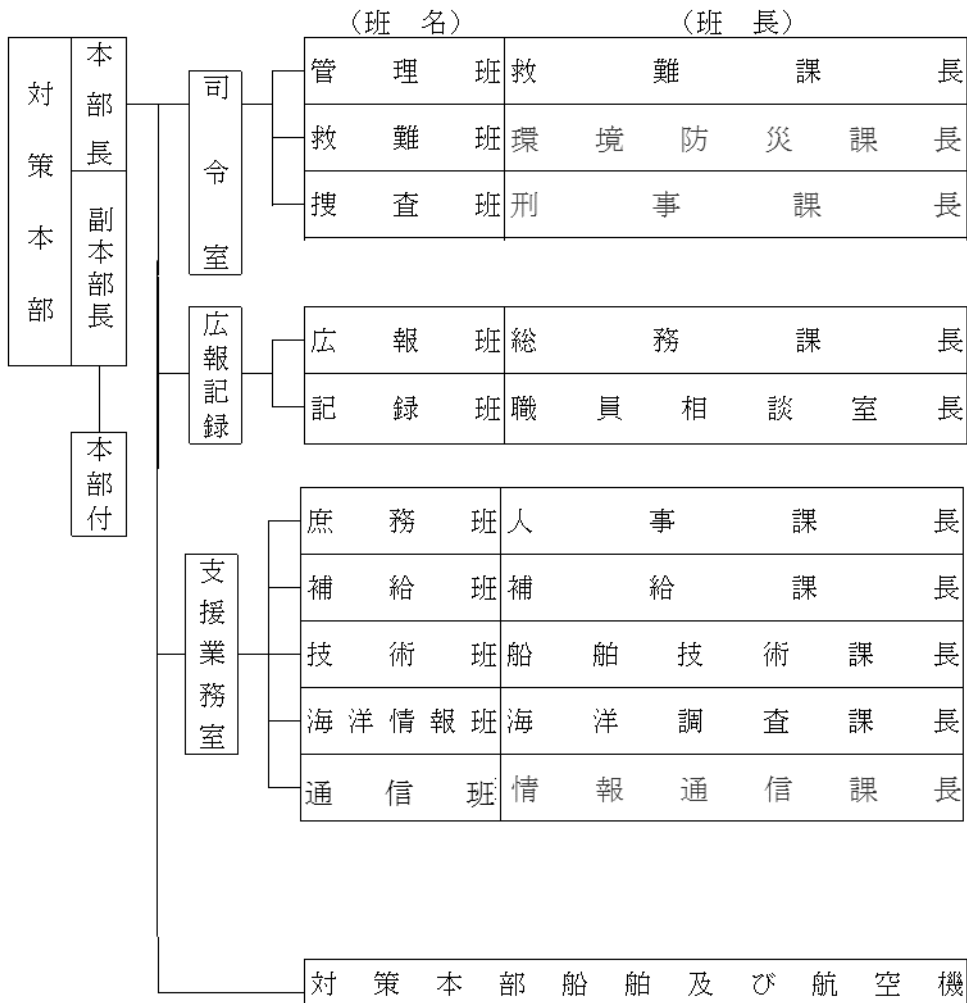 （班 名） （班 長）
対策本部
本部長
副本部長
本部付
司令室
管理班 救難課長
救難班 環境防災課長
捜査班 刑事課長
広報記録
広報班 総務課長
記録班 職員相談室長
支援業務室
庶務班 人事課長
補給班 補給課長
技術班 船舶技術課長
海洋情報班 海洋調査課長
通信班 情報通信課長
対策本部船舶及び航空機